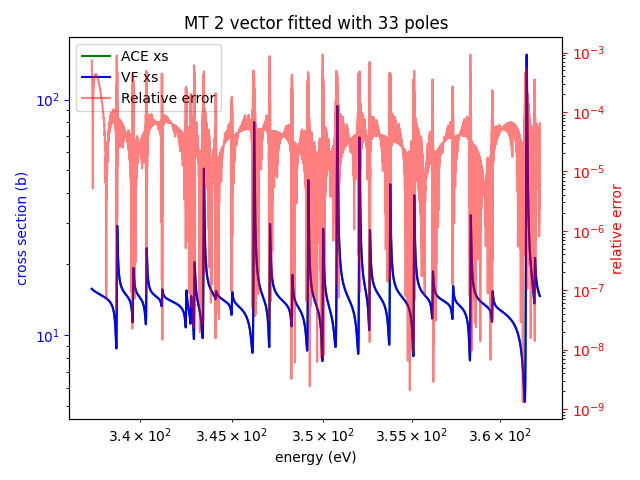 MT 2 vector fitted with 33 poles
ACE xs
VF xs
Relative error
10²
10¹
cross section (b)
10⁻³
10⁻⁴
10⁻⁵
10⁻⁶
10⁻⁷
10⁻⁸
10⁻⁹
relative error
3.4 × 10² 3.45 × 10² 3.5 × 10² 3.55 × 10² 3.6 × 10²
energy (eV)